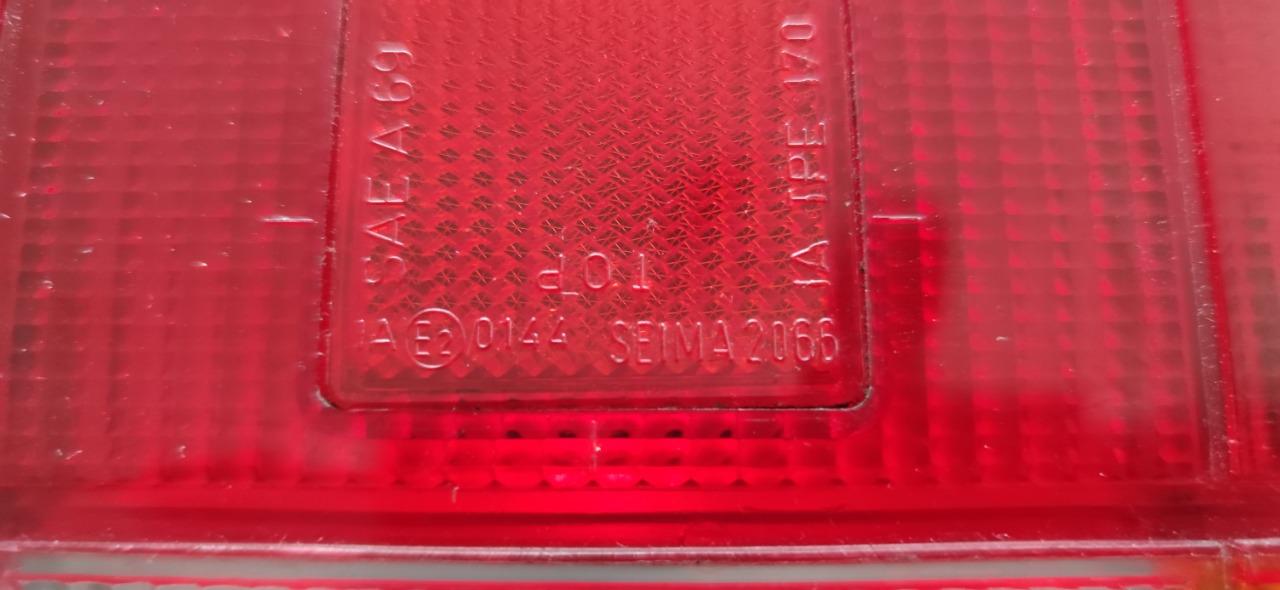 SAE A 69
IA TPE 170
TOP
IA E2 0144 SEIMA 2066